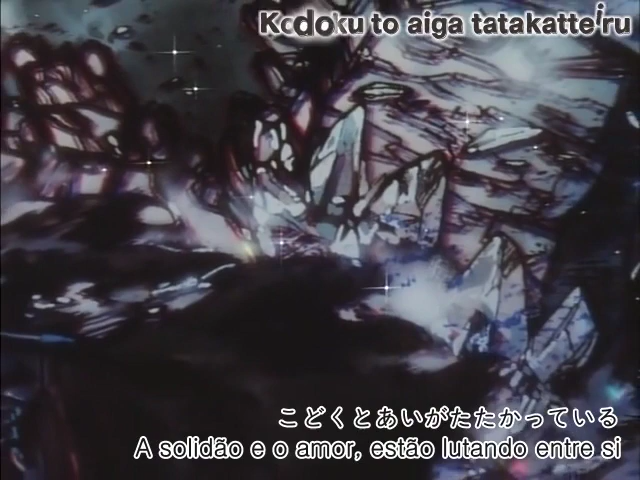 Kodoku to aiga tatakatteiru
こどくとあいがたたかっている
A solidão e o amor, estão lutando entre si